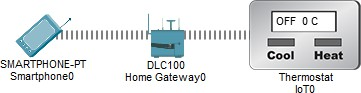 OFF 0 C
Cool Heat
SMARTPHONE-PT
Smartphone0
DLC100
Home Gateway0
Thermostat
IoT0